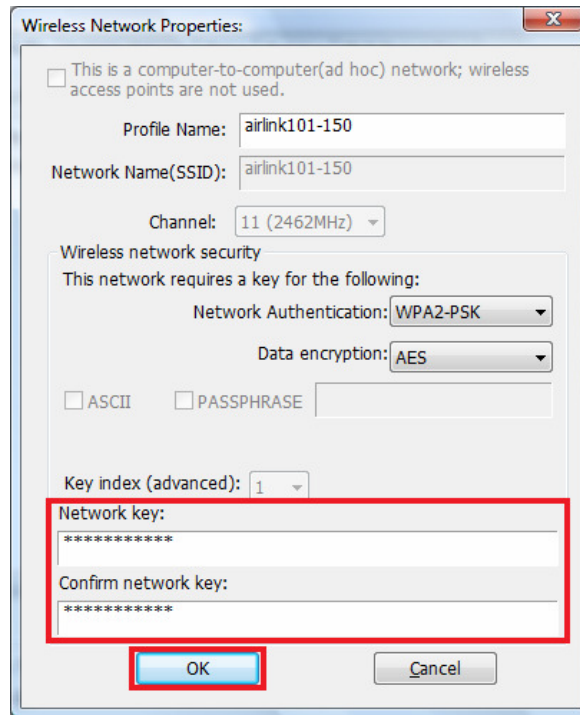 Wireless Network Properties:
This is a computer-to-computer(ad hoc) network; wireless
access points are not used.
Profile Name: airlink101-150
Network Name(SSID): airlink101-150
Channel: 11 (2462MHz)
Wireless network security
This network requires a key for the following:
Network Authentication: WPA2-PSK
Data encryption: AES
ASCII PASSPHRASE
Key index (advanced): 1
Network key:
***********
Confirm network key:
***********
OK Cancel